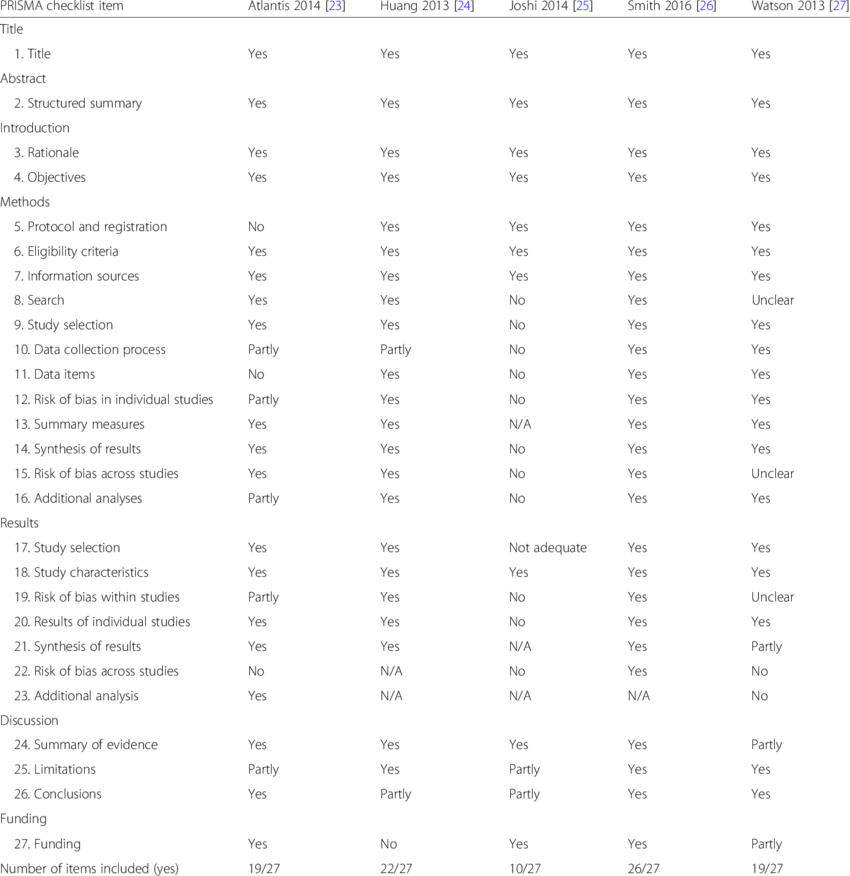 PRISMA checklist item Atlantis 2014 [23] Huang 2013 [24] Joshi 2014 [25] Smith 2016 [26] Watson 2013 [27]
Title
1. Title Yes Yes Yes Yes Yes
Abstract
2. Structured summary Yes Yes Yes Yes Yes
Introduction
3. Rationale Yes Yes Yes Yes Yes
4. Objectives Yes Yes Yes Yes Yes
Methods
5. Protocol and registration No Yes Yes Yes Yes
6. Eligibility criteria Yes Yes Yes Yes Yes
7. Information sources Yes Yes Yes Yes Yes
8. Search Yes Yes No Yes Unclear
9. Study selection Yes Yes No Yes Yes
10. Data collection process Partly Partly No Yes Yes
11. Data items No Yes No Yes Yes
12. Risk of bias in individual studies Partly Yes No Yes Yes
13. Summary measures Yes Yes N/A Yes Yes
14. Synthesis of results Yes Yes No Yes Yes
15. Risk of bias across studies Yes Yes No Yes Unclear
16. Additional analyses Partly Yes No Yes Yes
Results
17. Study selection Yes Yes Not adequate Yes Yes
18. Study characteristics Yes Yes Yes Yes Yes
19. Risk of bias within studies Partly Yes No Yes Unclear
20. Results of individual studies Yes Yes No Yes Yes
21. Synthesis of results Yes Yes N/A Yes Partly
22. Risk of bias across studies No N/A No Yes No
23. Additional analysis Yes N/A N/A N/A No
Discussion
24. Summary of evidence Yes Yes Yes Yes Partly
25. Limitations Partly Yes Partly Yes Yes
26. Conclusions Yes Partly Partly Yes Yes
Funding
27. Funding Yes No Yes Yes Partly
Number of items included (yes) 19/27 22/27 10/27 26/27 19/27